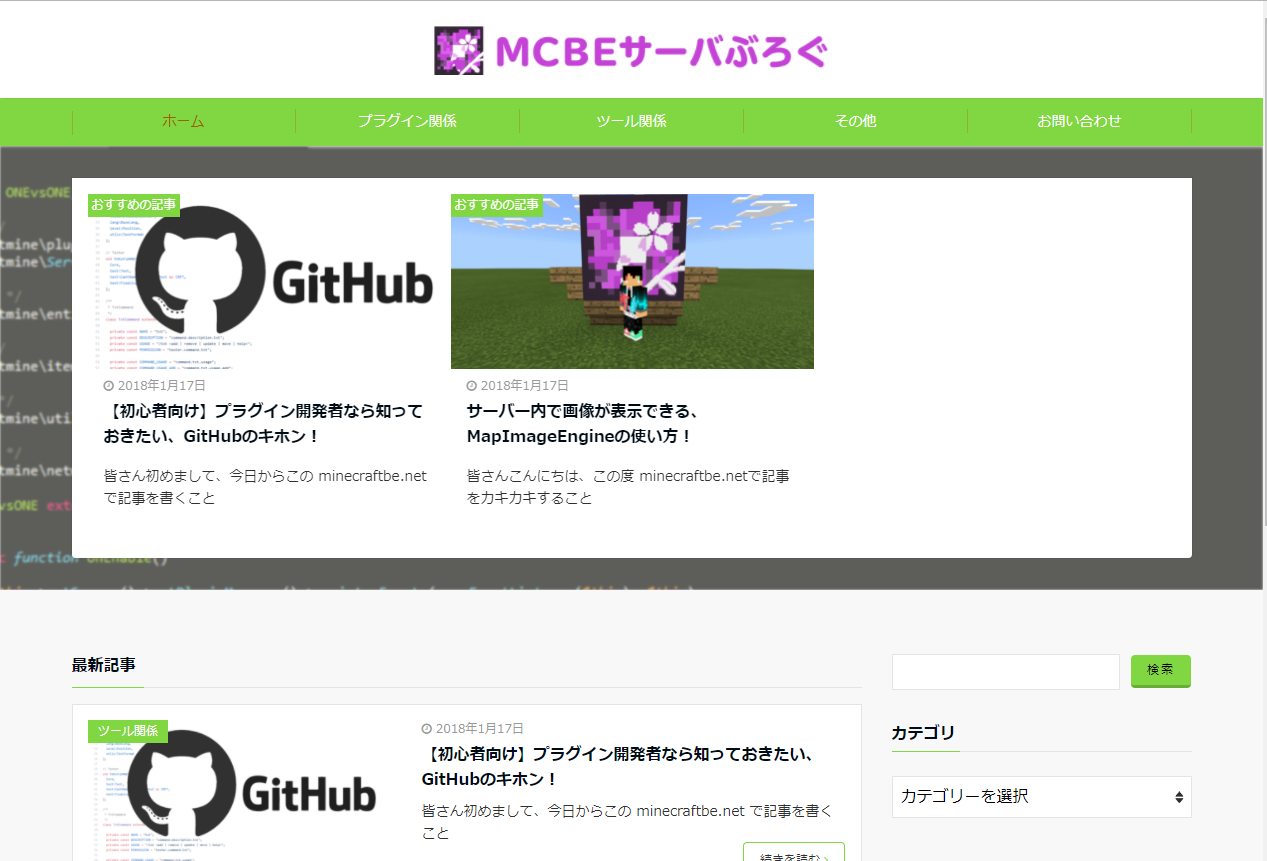 MCBEサーバぶろぐ
ホーム
プラグイン関係
ツール関係
その他
お問い合わせ
ONEvsONE
おすすめの記事
GitHub
2018年1月17日
【初心者向け】プラグイン開発者なら知って
おきたい、GitHubのキホン！
皆さん初めまして、今日からこの minecraftbe.net
で記事を書くこと
おすすめの記事
2018年1月17日
サーバー内で画像が表示できる、
MapImageEngineの使い方！
皆さんこんにちは、この度 minecraftbe.netで記事
をカキカキすること
function
最新記事
ツール関係
GitHub
2018年1月17日
【初心者向け】プラグイン開発者なら知っておきたい、
GitHubのキホン！
皆さん初めまして、今日からこの minecraftbe.net で記事を書く
こと
続きを読む
検索
カテゴリ
カテゴリーを選択